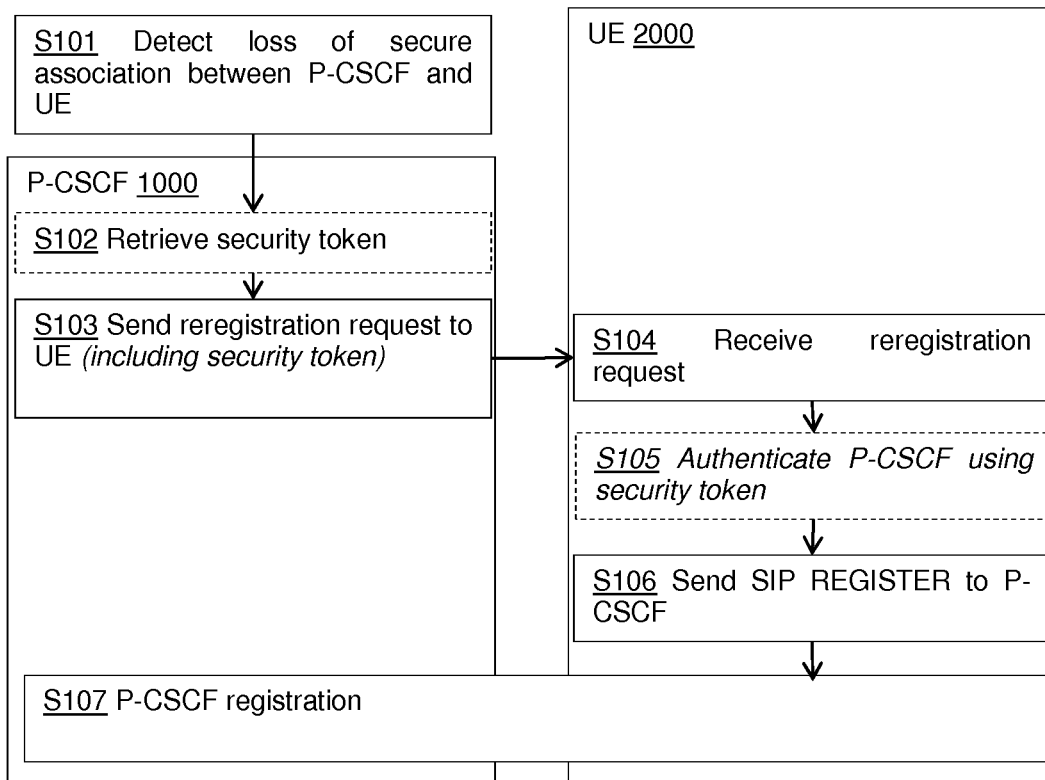 S101 Detect loss of secure
association between P-CSCF and
UE
P-CSCF 1000
S102 Retrieve security token
S103 Send reregistration request to
UE (including security token)
UE 2000
S104 Receive reregistration
request
S105 Authenticate P-CSCF using
security token
S106 Send SIP REGISTER to P-
CSCF
S107 P-CSCF registration